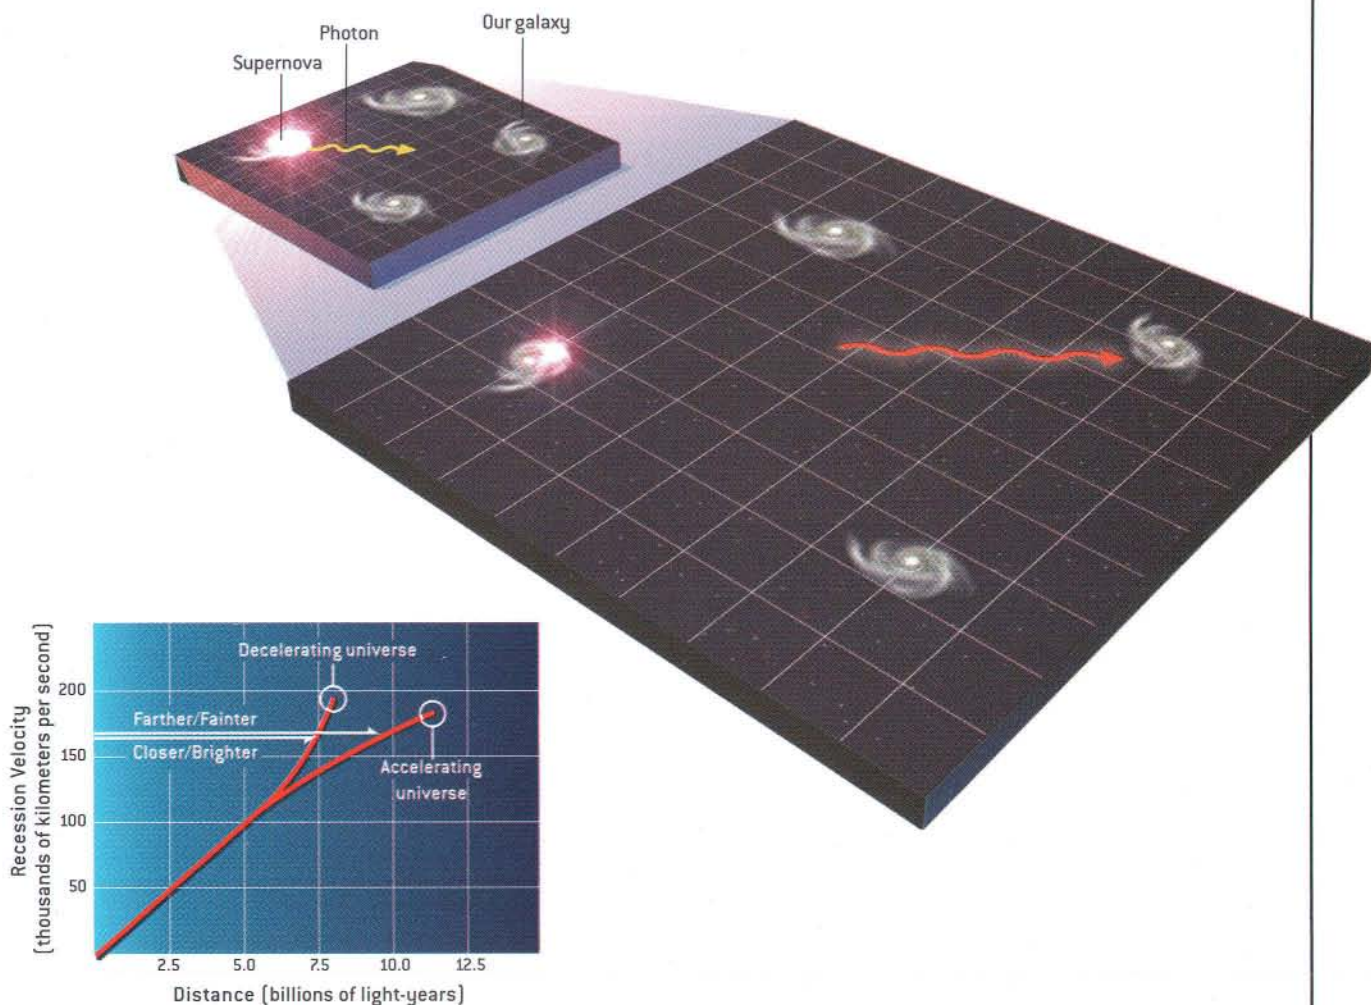 Our galaxy
Photon
Supernova
Recession Velocity
(thousands of kilometers per second)
200
150
100
50
Decelerating universe
Farther/Fainter
Closer/Brighter
Accelerating
universe
2.5 5.0 7.5 10.0 12.5
Distance (billions of light-years)